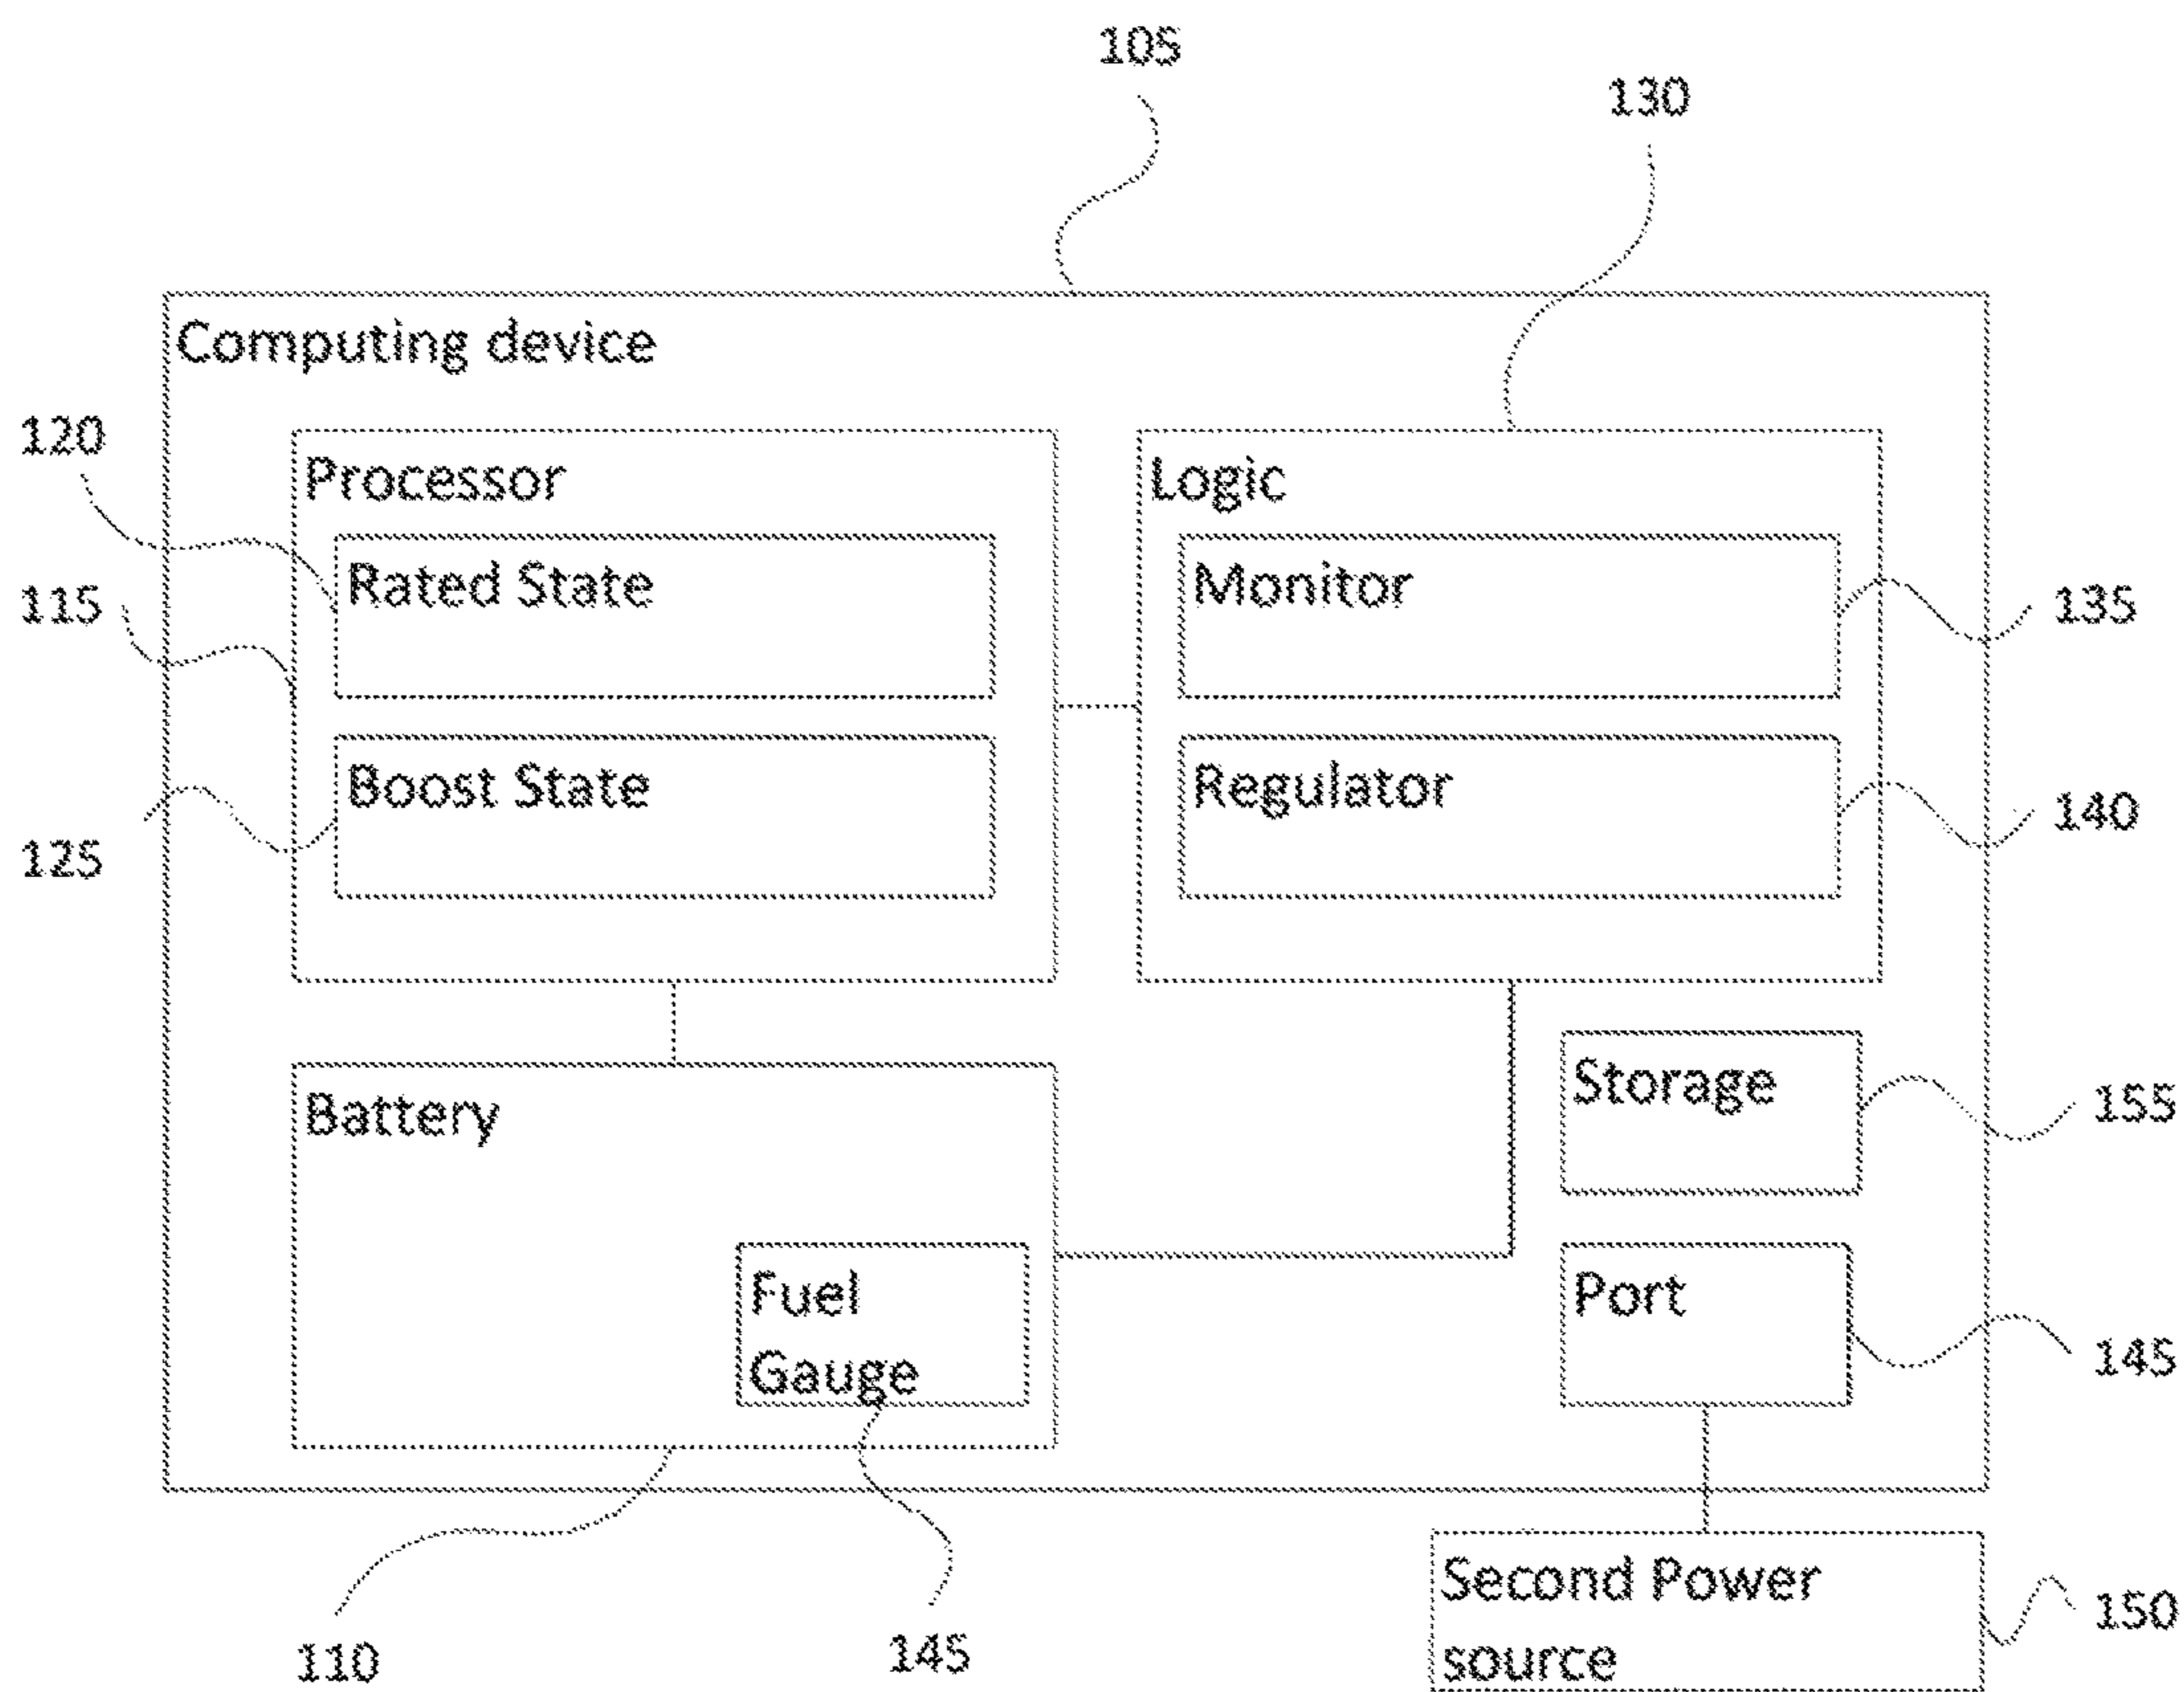 105
130
Computing device
120
Processor
Logic
Rated State
Monitor
115
135
Boost State
Regulator
125
140
Battery
Storage
155
Fuel
Gauge
Port
145
110
145
Second Power
source
150